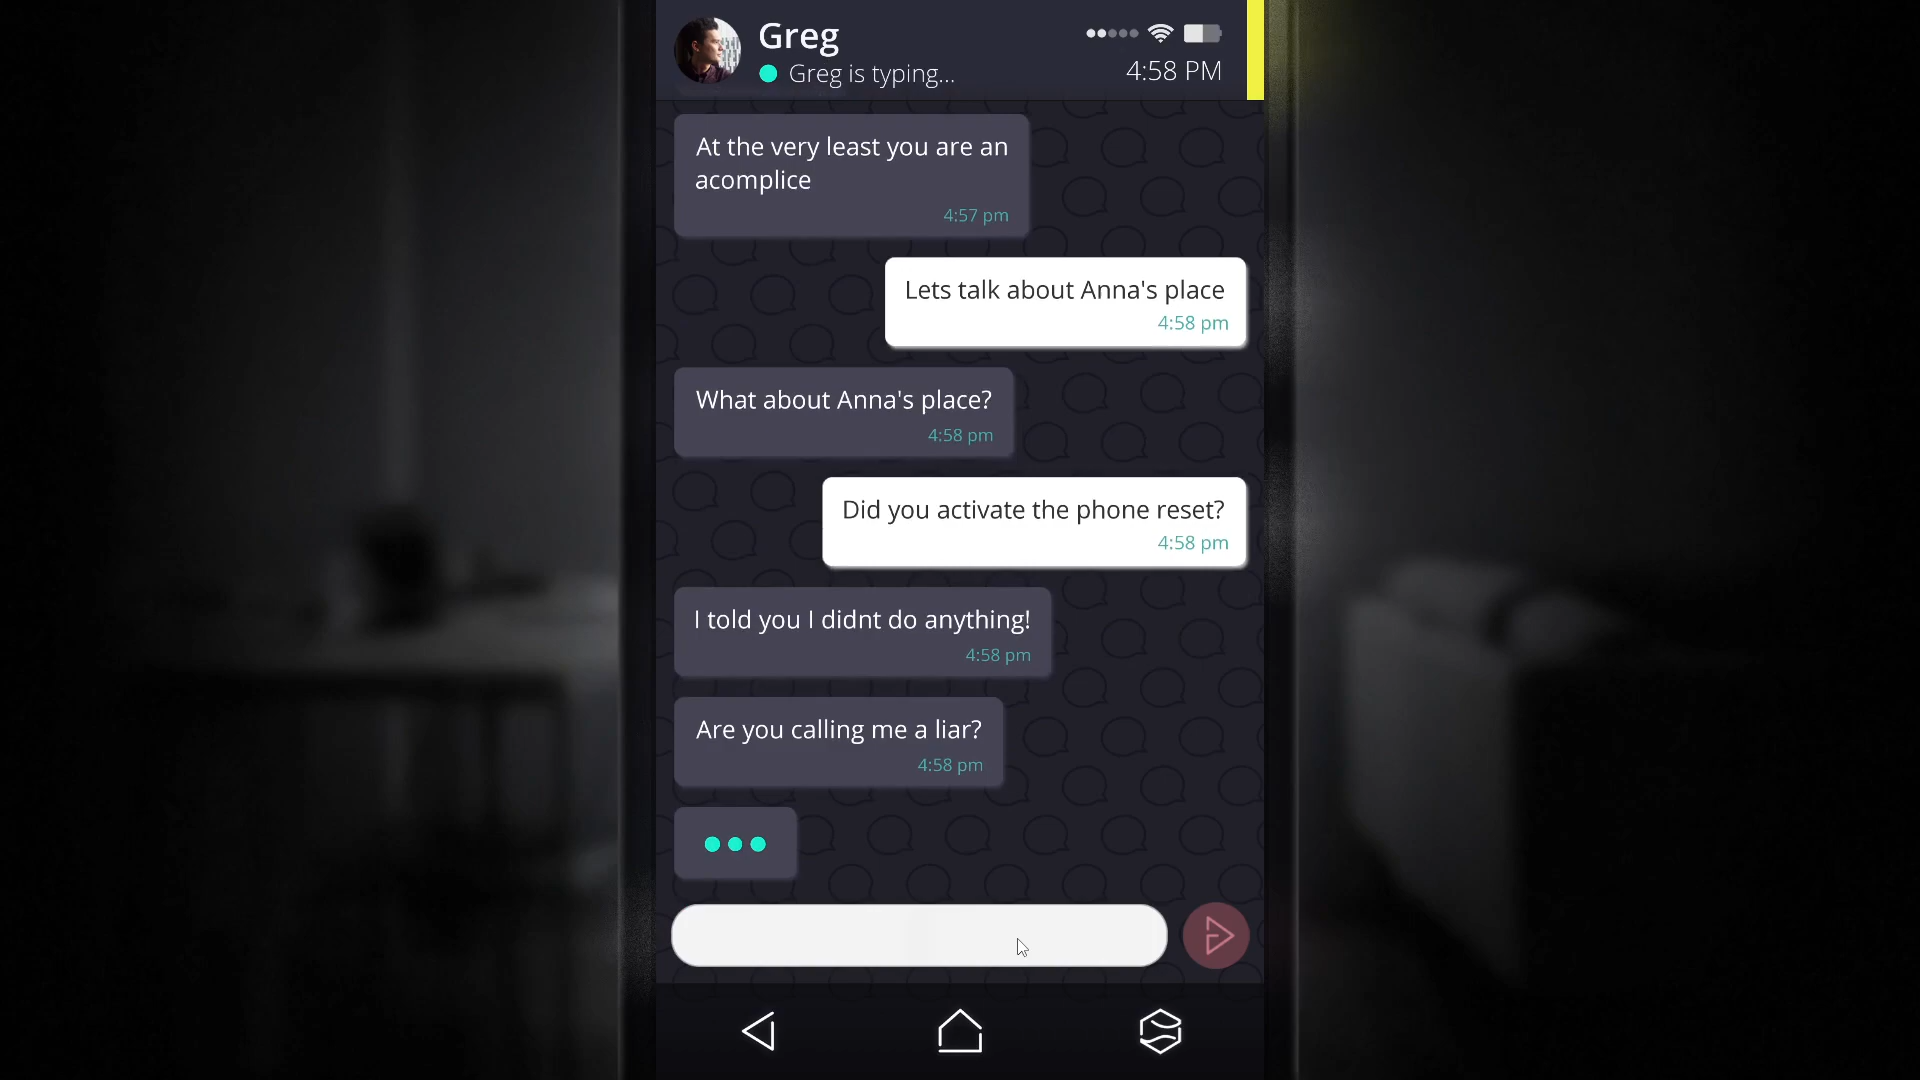 Greg
Greg is typing...
4:58 PM
At the very least you are an
acomplice
4:57 pm
Lets talk about Anna's place
4:58 pm
What about Anna's place?
4:58 pm
Did you activate the phone reset?
4:58 pm
I told you I didnt do anything!
4:58 pm
Are you calling me a liar?
4:58 pm